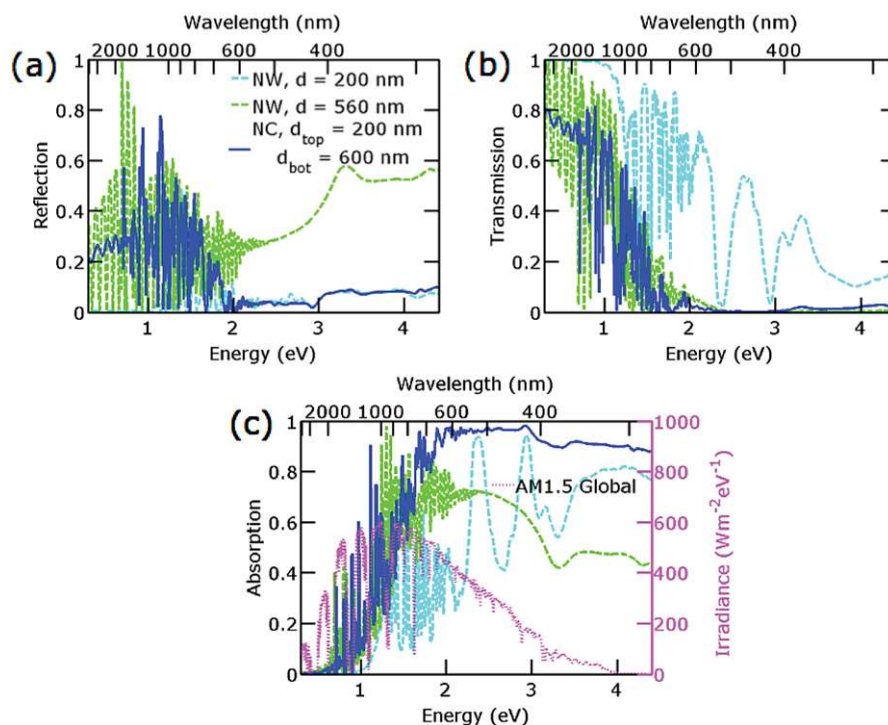 Wavelength (nm)
2000 1000 600 400
(a)
1
0.8
0.6
0.4
0.2
0
Reflection
NW, d = 200 nm
NW, d = 560 nm
NC, d_top = 200 nm
d_bot = 600 nm
1 2 3 4
Energy (eV)
Wavelength (nm)
2000 1000 600 400
(b)
1
0.8
0.6
0.4
0.2
0
Transmission
1 2 3 4
Energy (eV)
Wavelength (nm)
2000 1000 600 400
(c)
1
0.8
0.6
0.4
0.2
0
Absorption
AM1.5 Global
1000
800
600
400
200
0
Irradiance (Wm⁻²eV⁻¹)
1 2 3 4
Energy (eV)